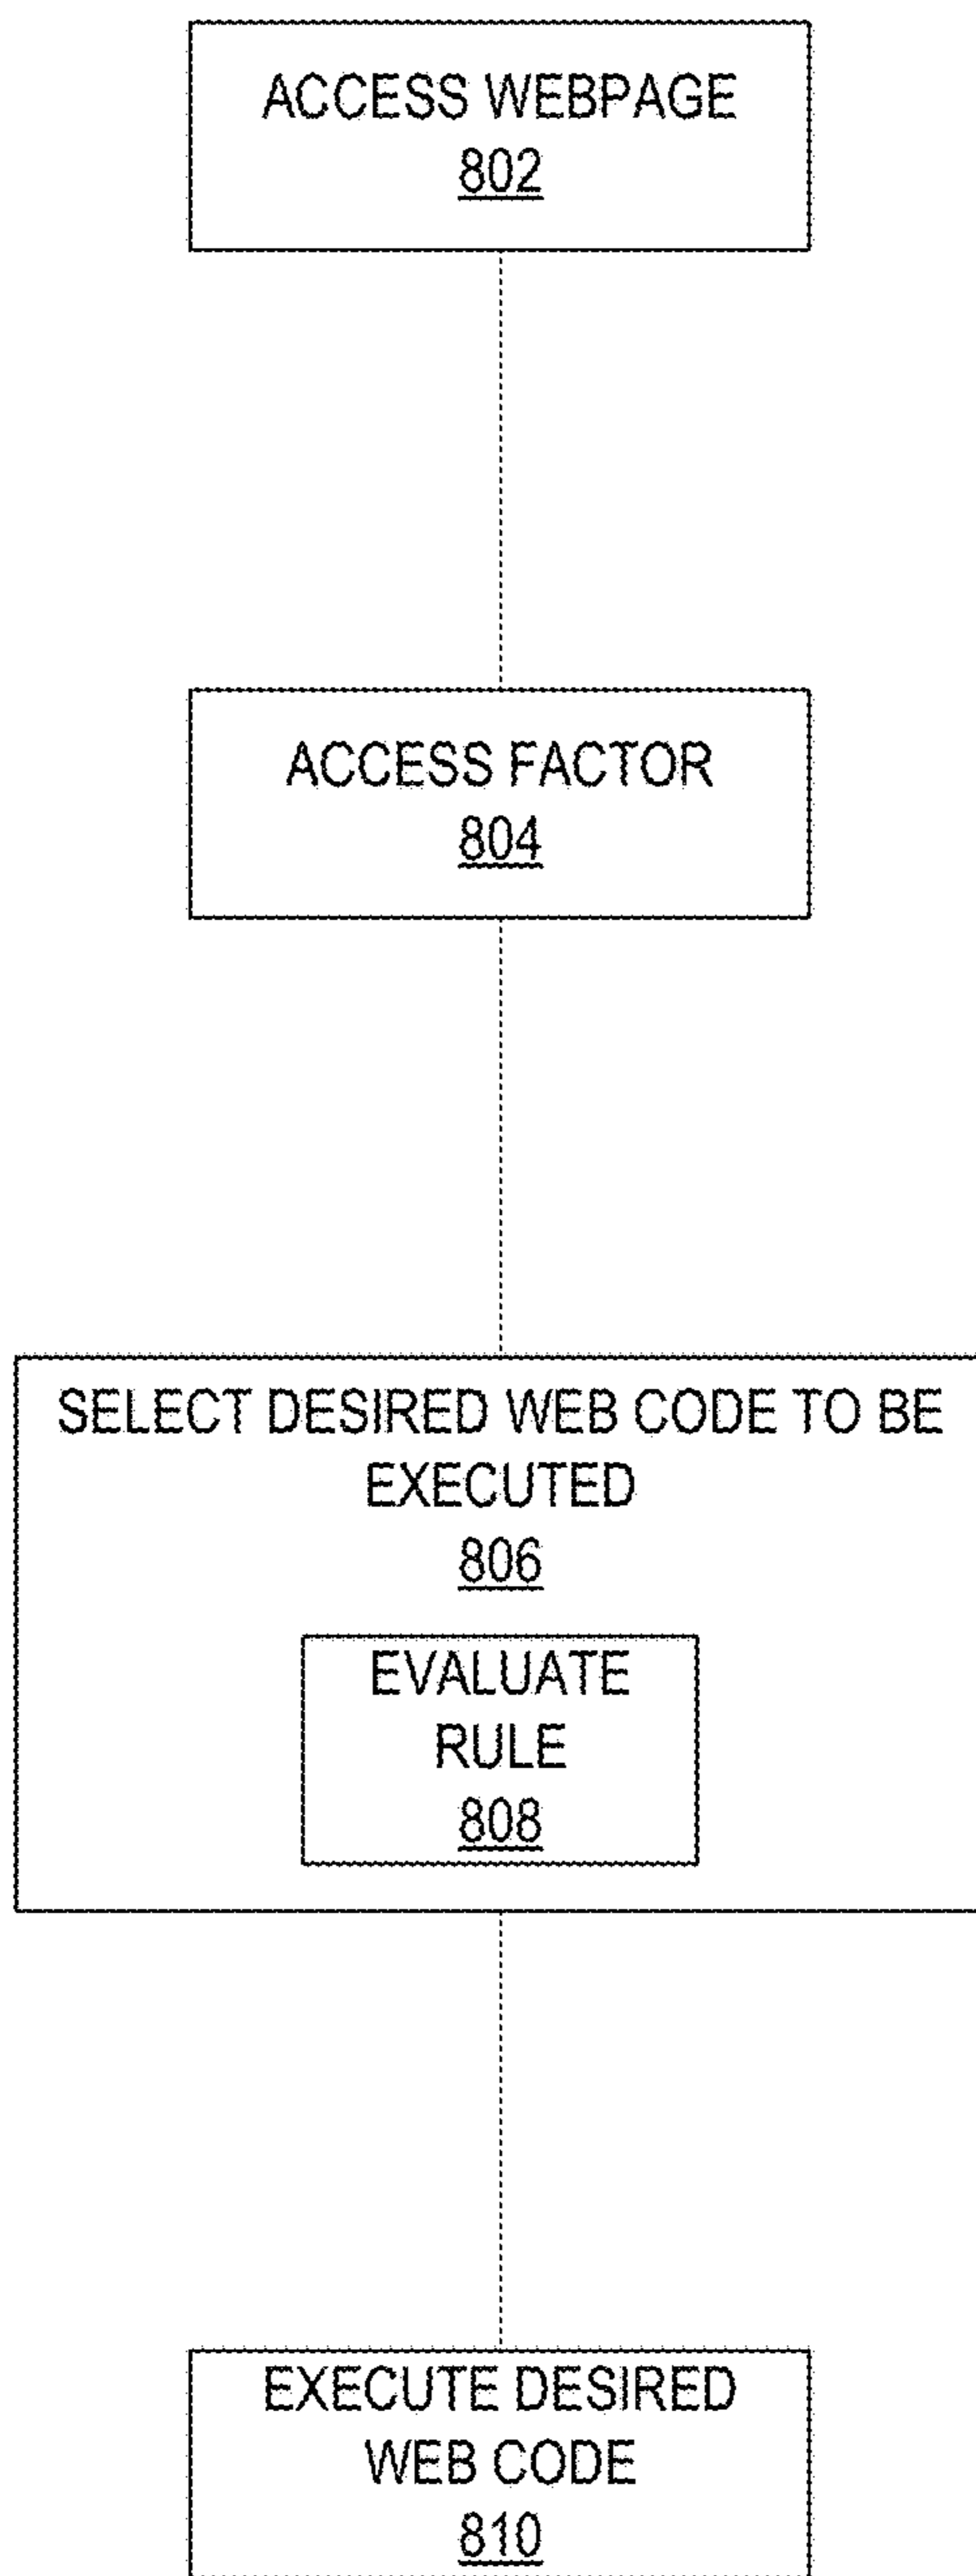 ACCESS WEBPAGE
802
ACCESS FACTOR
804
SELECT DESIRED WEB CODE TO BE
EXECUTED
806
EVALUATE
RULE
808
EXECUTE DESIRED
WEB CODE
810